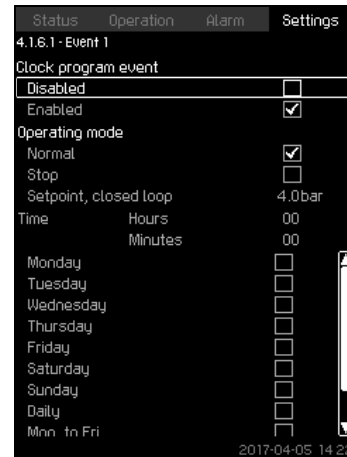 Status Operation Alarm Settings
4.1.6.1 - Event 1
Clock program event
Disabled
Enabled
Operating mode
Normal
Stop
Setpoint, closed loop 4.0bar
Time Hours 00
Minutes 00
Monday
Tuesday
Wednesday
Thursday
Friday
Saturday
Sunday
Daily
Mon. to Fri
2017-04-05 14:2